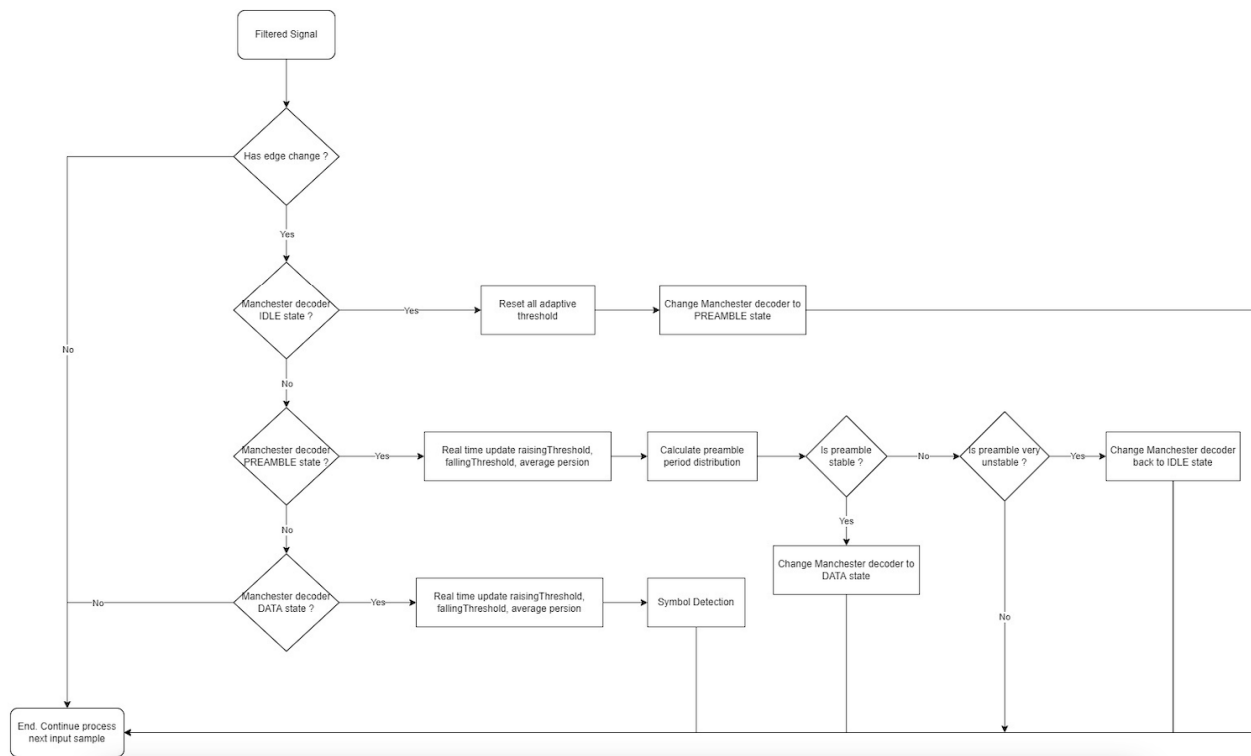 Filtered Signal
Has edge change ?
Yes
Manchester decoder
IDLE state ?
Yes
Reset all adaptive
threshold
Change Manchester decoder to
PREAMBLE state
No
No
Manchester decoder
PREAMBLE state ?
Yes
Real time update raisingThreshold,
fallingThreshold, average persion
Calculate preamble
period distribution
Is preamble
stable ?
No
Is preamble very
unstable ?
Yes
Change Manchester decoder
back to IDLE state
Yes
No
Change Manchester decoder to
DATA state
Manchester decoder
DATA state ?
No
Yes
Real time update raisingThreshold,
fallingThreshold, average persion
Symbol Detection
No
End. Continue process
next input sample